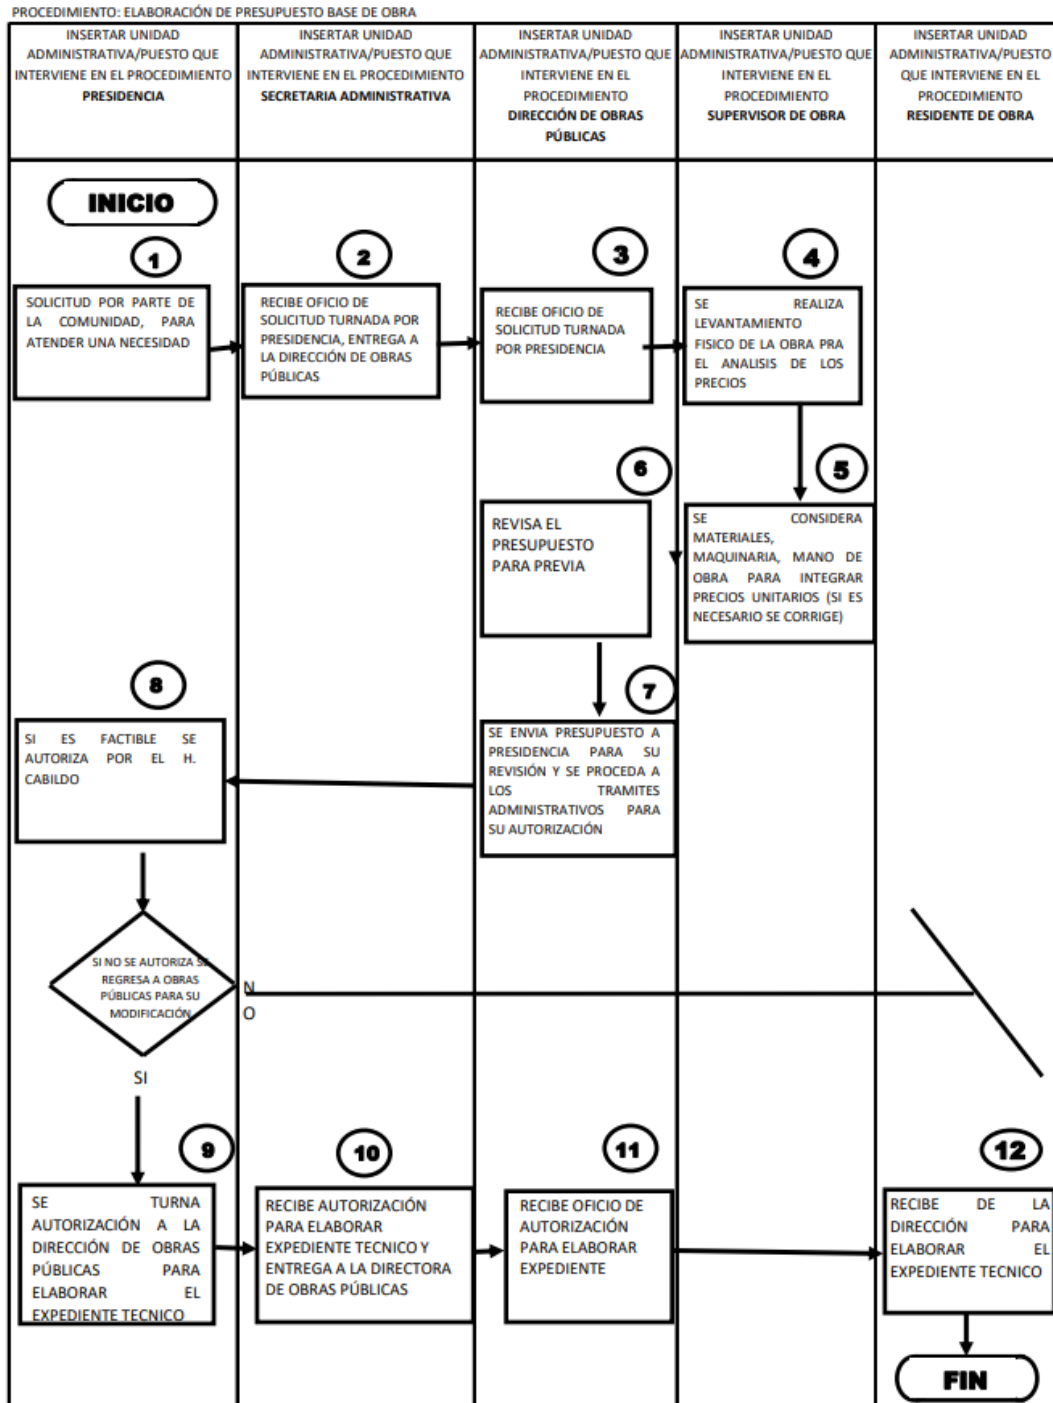 PROCEDIMIENTO: ELABORACIÓN DE PRESUPUESTO BASE DE OBRA
INSERTAR UNIDAD
ADMINISTRATIVA/PUESTO QUE
INTERVIENE EN EL PROCEDIMIENTO
PRESIDENCIA
INSERTAR UNIDAD
ADMINISTRATIVA/PUESTO QUE
INTERVIENE EN EL PROCEDIMIENTO
SECRETARIA ADMINISTRATIVA
INSERTAR UNIDAD
ADMINISTRATIVA/PUESTO QUE
INTERVIENE EN EL
PROCEDIMIENTO
DIRECCIÓN DE OBRAS
PÚBLICAS
INSERTAR UNIDAD
ADMINISTRATIVA/PUESTO QUE
INTERVIENE EN EL
PROCEDIMIENTO
SUPERVISOR DE OBRA
INSERTAR UNIDAD
ADMINISTRATIVA/PUESTO
QUE INTERVIENE EN EL
PROCEDIMIENTO
RESIDENTE DE OBRA
INICIO
1
SOLICITUD POR PARTE DE
LA COMUNIDAD, PARA
ATENDER UNA NECESIDAD
2
RECIBE OFICIO DE
SOLICITUD TURNADA POR
PRESIDENCIA, ENTREGA A
LA DIRECCIÓN DE OBRAS
PÚBLICAS
3
RECIBE OFICIO DE
SOLICITUD TURNADA
POR PRESIDENCIA
4
SE REALIZA
LEVANTAMIENTO
FISICO DE LA OBRA PRA
EL ANALISIS DE LOS
PRECIOS
5
SE CONSIDERA
MATERIALES,
MAQUINARIA, MANO DE
OBRA PARA INTEGRAR
PRECIOS UNITARIOS (SI ES
NECESARIO SE CORRIGE)
6
REVISA EL
PRESUPUESTO
PARA PREVIA
7
SE ENVIA PRESUPUESTO A
PRESIDENCIA PARA SU
REVISIÓN Y SE PROCEDA A
LOS TRAMITES
ADMINISTRATIVOS PARA
SU AUTORIZACIÓN
8
SI ES FACTIBLE SE
AUTORIZA POR EL H.
CABILDO
SI NO SE AUTORIZA SE
REGRESA A OBRAS
PÚBLICAS PARA SU
MODIFICACIÓN
N
O
SI
9
SE TURNA
AUTORIZACIÓN A LA
DIRECCIÓN DE OBRAS
PÚBLICAS PARA
ELABORAR EL
EXPEDIENTE TECNICO
10
RECIBE AUTORIZACIÓN
PARA ELABORAR
EXPEDIENTE TECNICO Y
ENTREGA A LA DIRECTORA
DE OBRAS PÚBLICAS
11
RECIBE OFICIO DE
AUTORIZACIÓN
PARA ELABORAR
EXPEDIENTE
12
RECIBE DE LA
DIRECCIÓN PARA
ELABORAR EL
EXPEDIENTE TECNICO
FIN